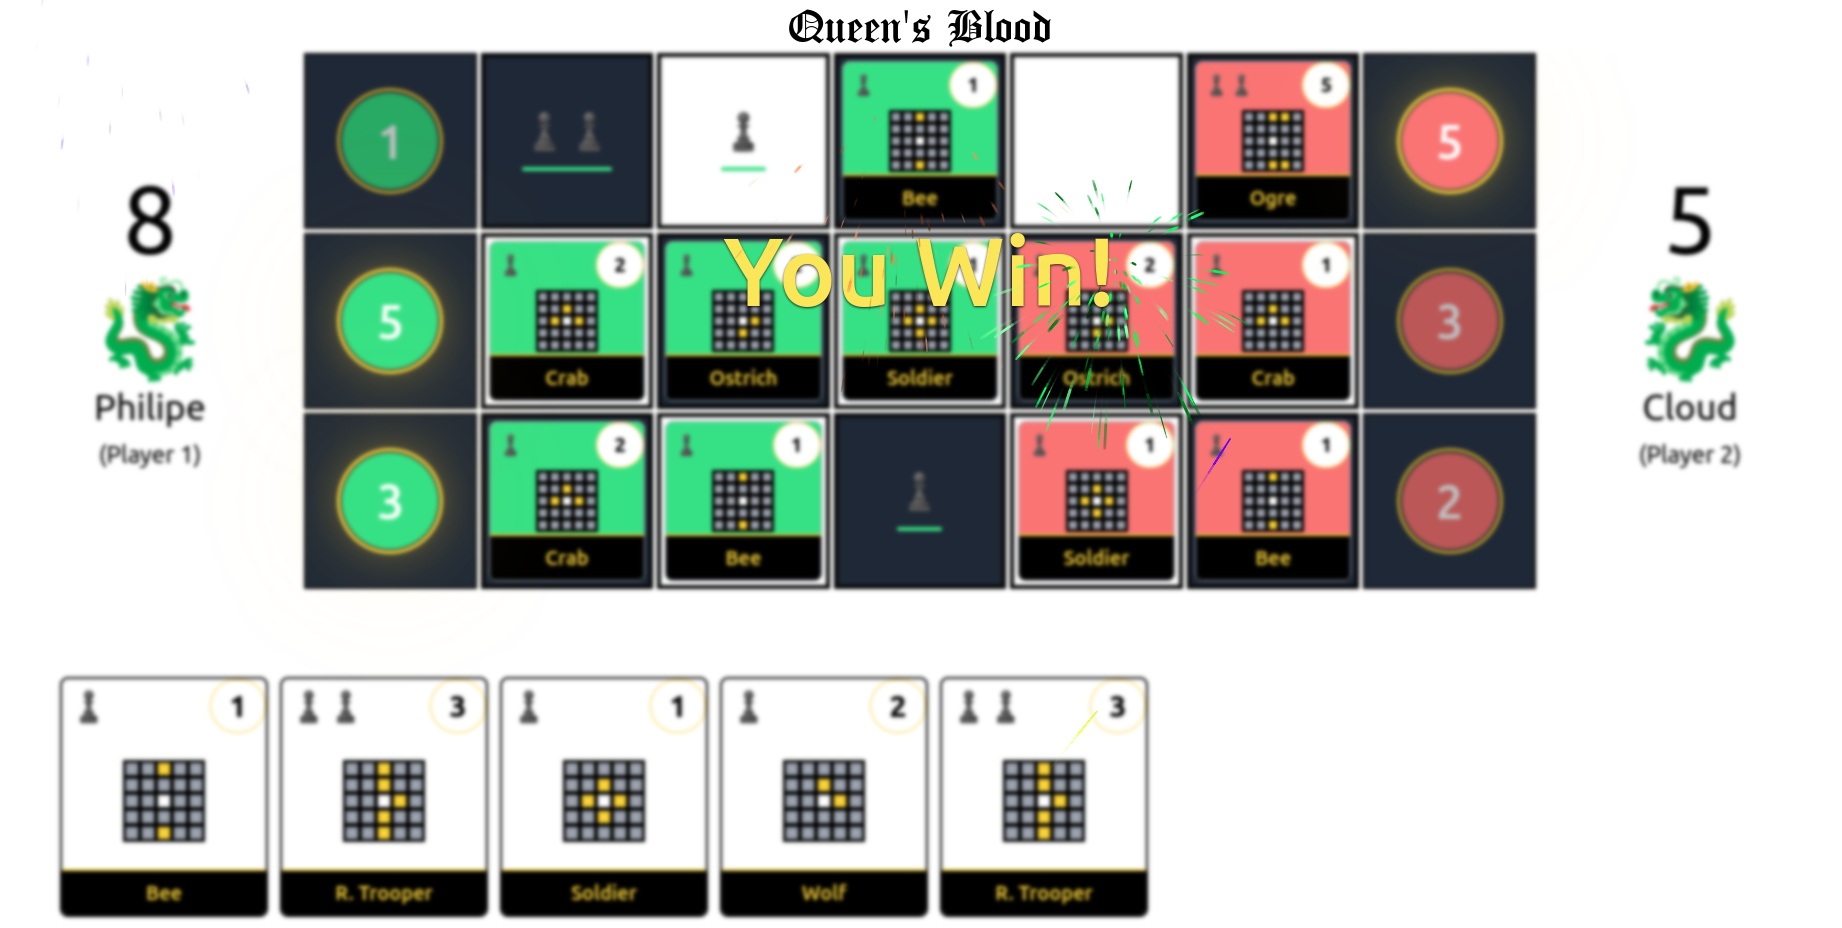 Queen's Blood
1
1
Bee
5
Ogre
5
8
Philipe
(Player 1)
5
Cloud
(Player 2)
You Win!
5
2
Crab
Ostrich
1
Soldier
2
Ostrich
1
Crab
3
3
2
Crab
1
Bee
1
Soldier
1
Bee
2
1
Bee
3
R. Trooper
1
Soldier
2
Wolf
3
R. Trooper